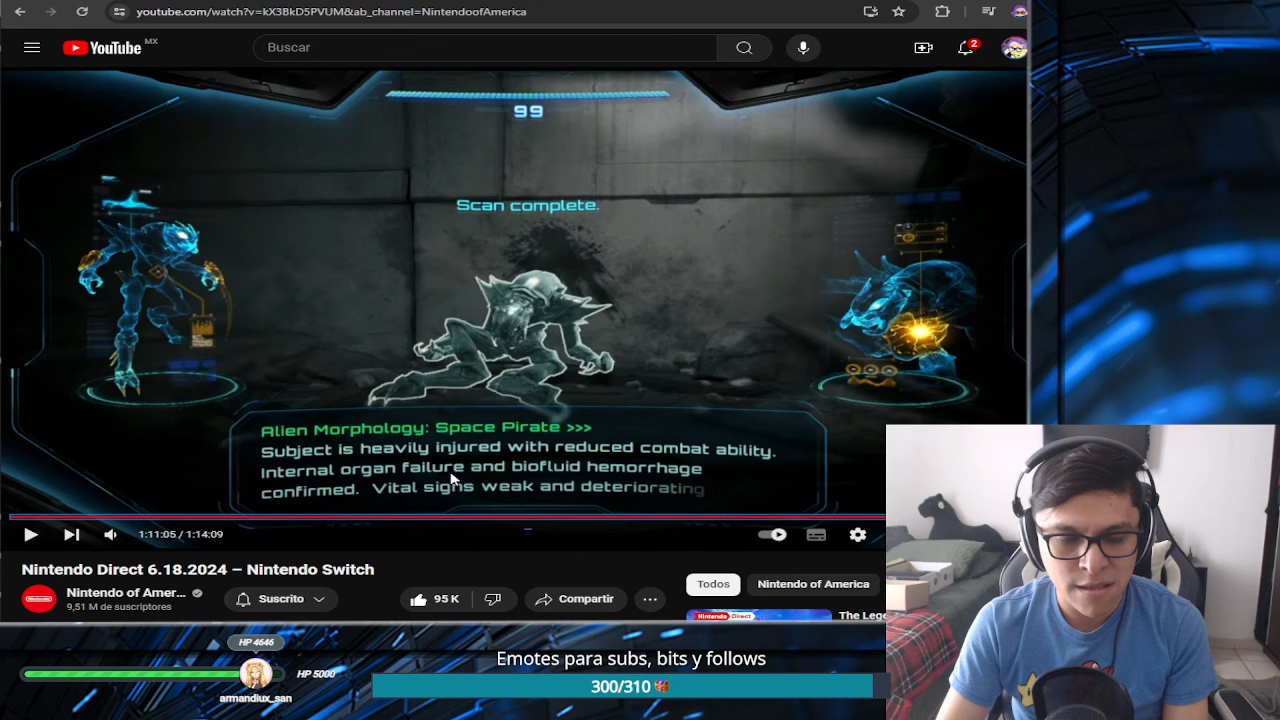 youtube.com/watch?v=kX3BkD5PVUM&ab_channel=NintendoofAmerica
YouTube MX
Buscar
2
99
Scan complete.
Alien Morphology: Space Pirate >>>
Subject is heavily injured with reduced combat ability.
Internal organ failure and biofluid hemorrhage
confirmed. Vital signs weak and deteriorating
1:11:05 / 1:14:09
Nintendo Direct 6.18.2024 – Nintendo Switch
Nintendo of Amer...
9,51 M de suscriptores
Suscrito
95 K
Compartir
Todos
Nintendo of America
Nintendo Direct
The Lege
HP 4646
HP 5000
armandiux_san
Emotes para subs, bits y follows
300/310